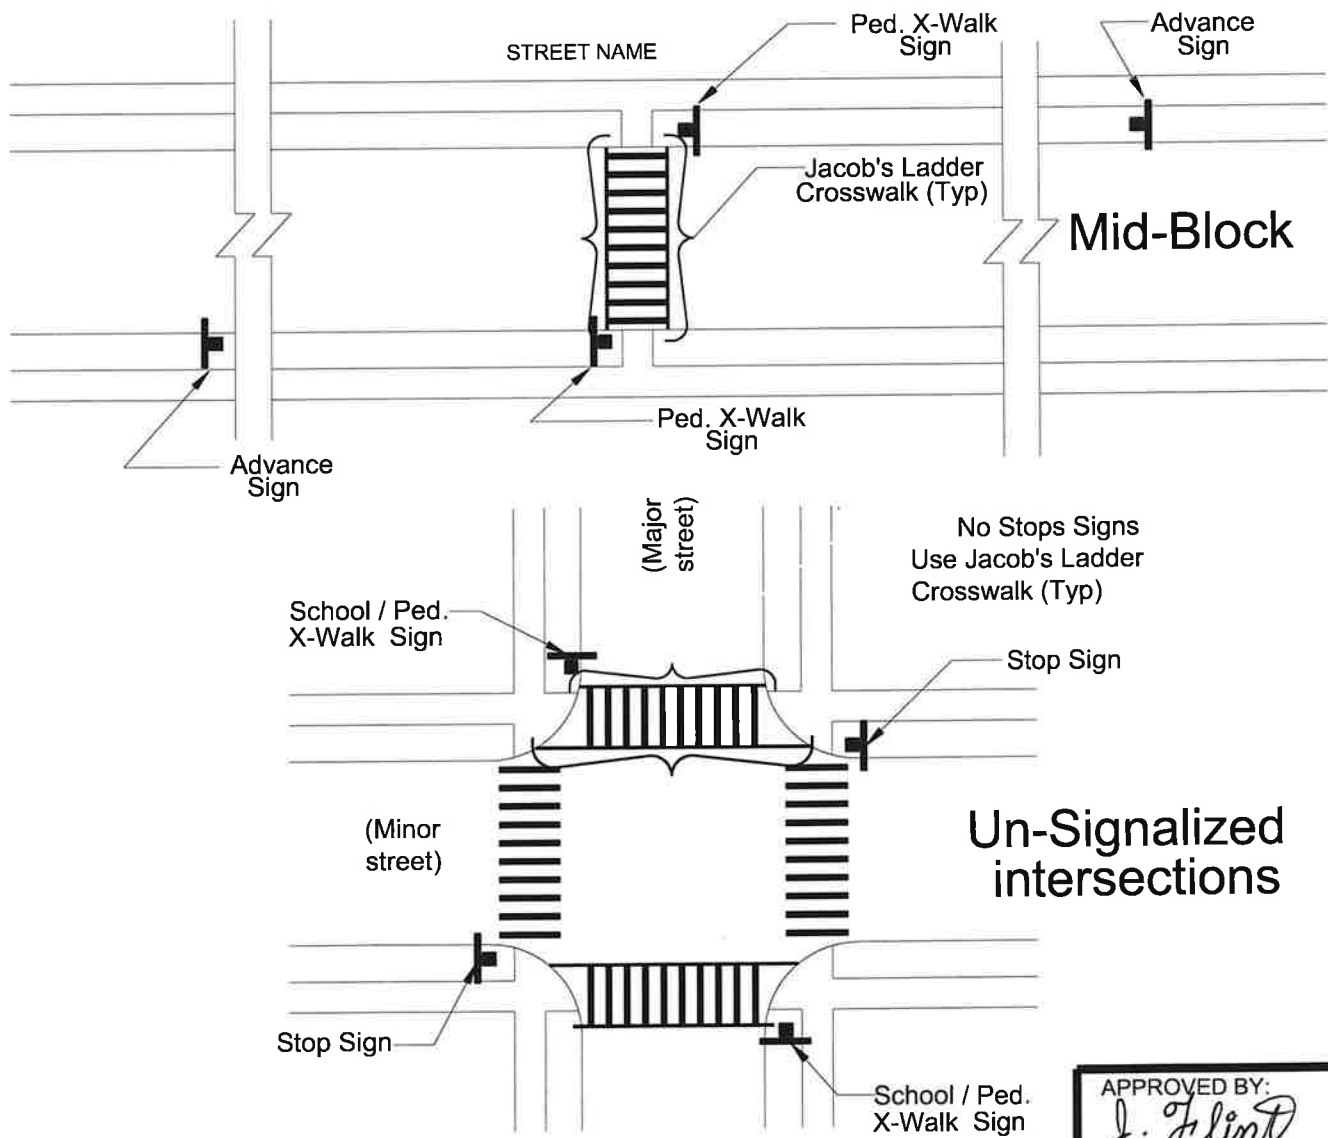 STREET NAME
Ped. X-Walk
Sign
Advance
Sign
Jacob's Ladder
Crosswalk (Typ)
Mid-Block
Ped. X-Walk
Sign
Advance
Sign
(Major
street)
No Stops Signs
Use Jacob's Ladder
Crosswalk (Typ)
School / Ped.
X-Walk Sign
Stop Sign
(Minor
street)
Un-Signalized
intersections
Stop Sign
School / Ped.
X-Walk Sign
APPROVED BY:
J. Flint